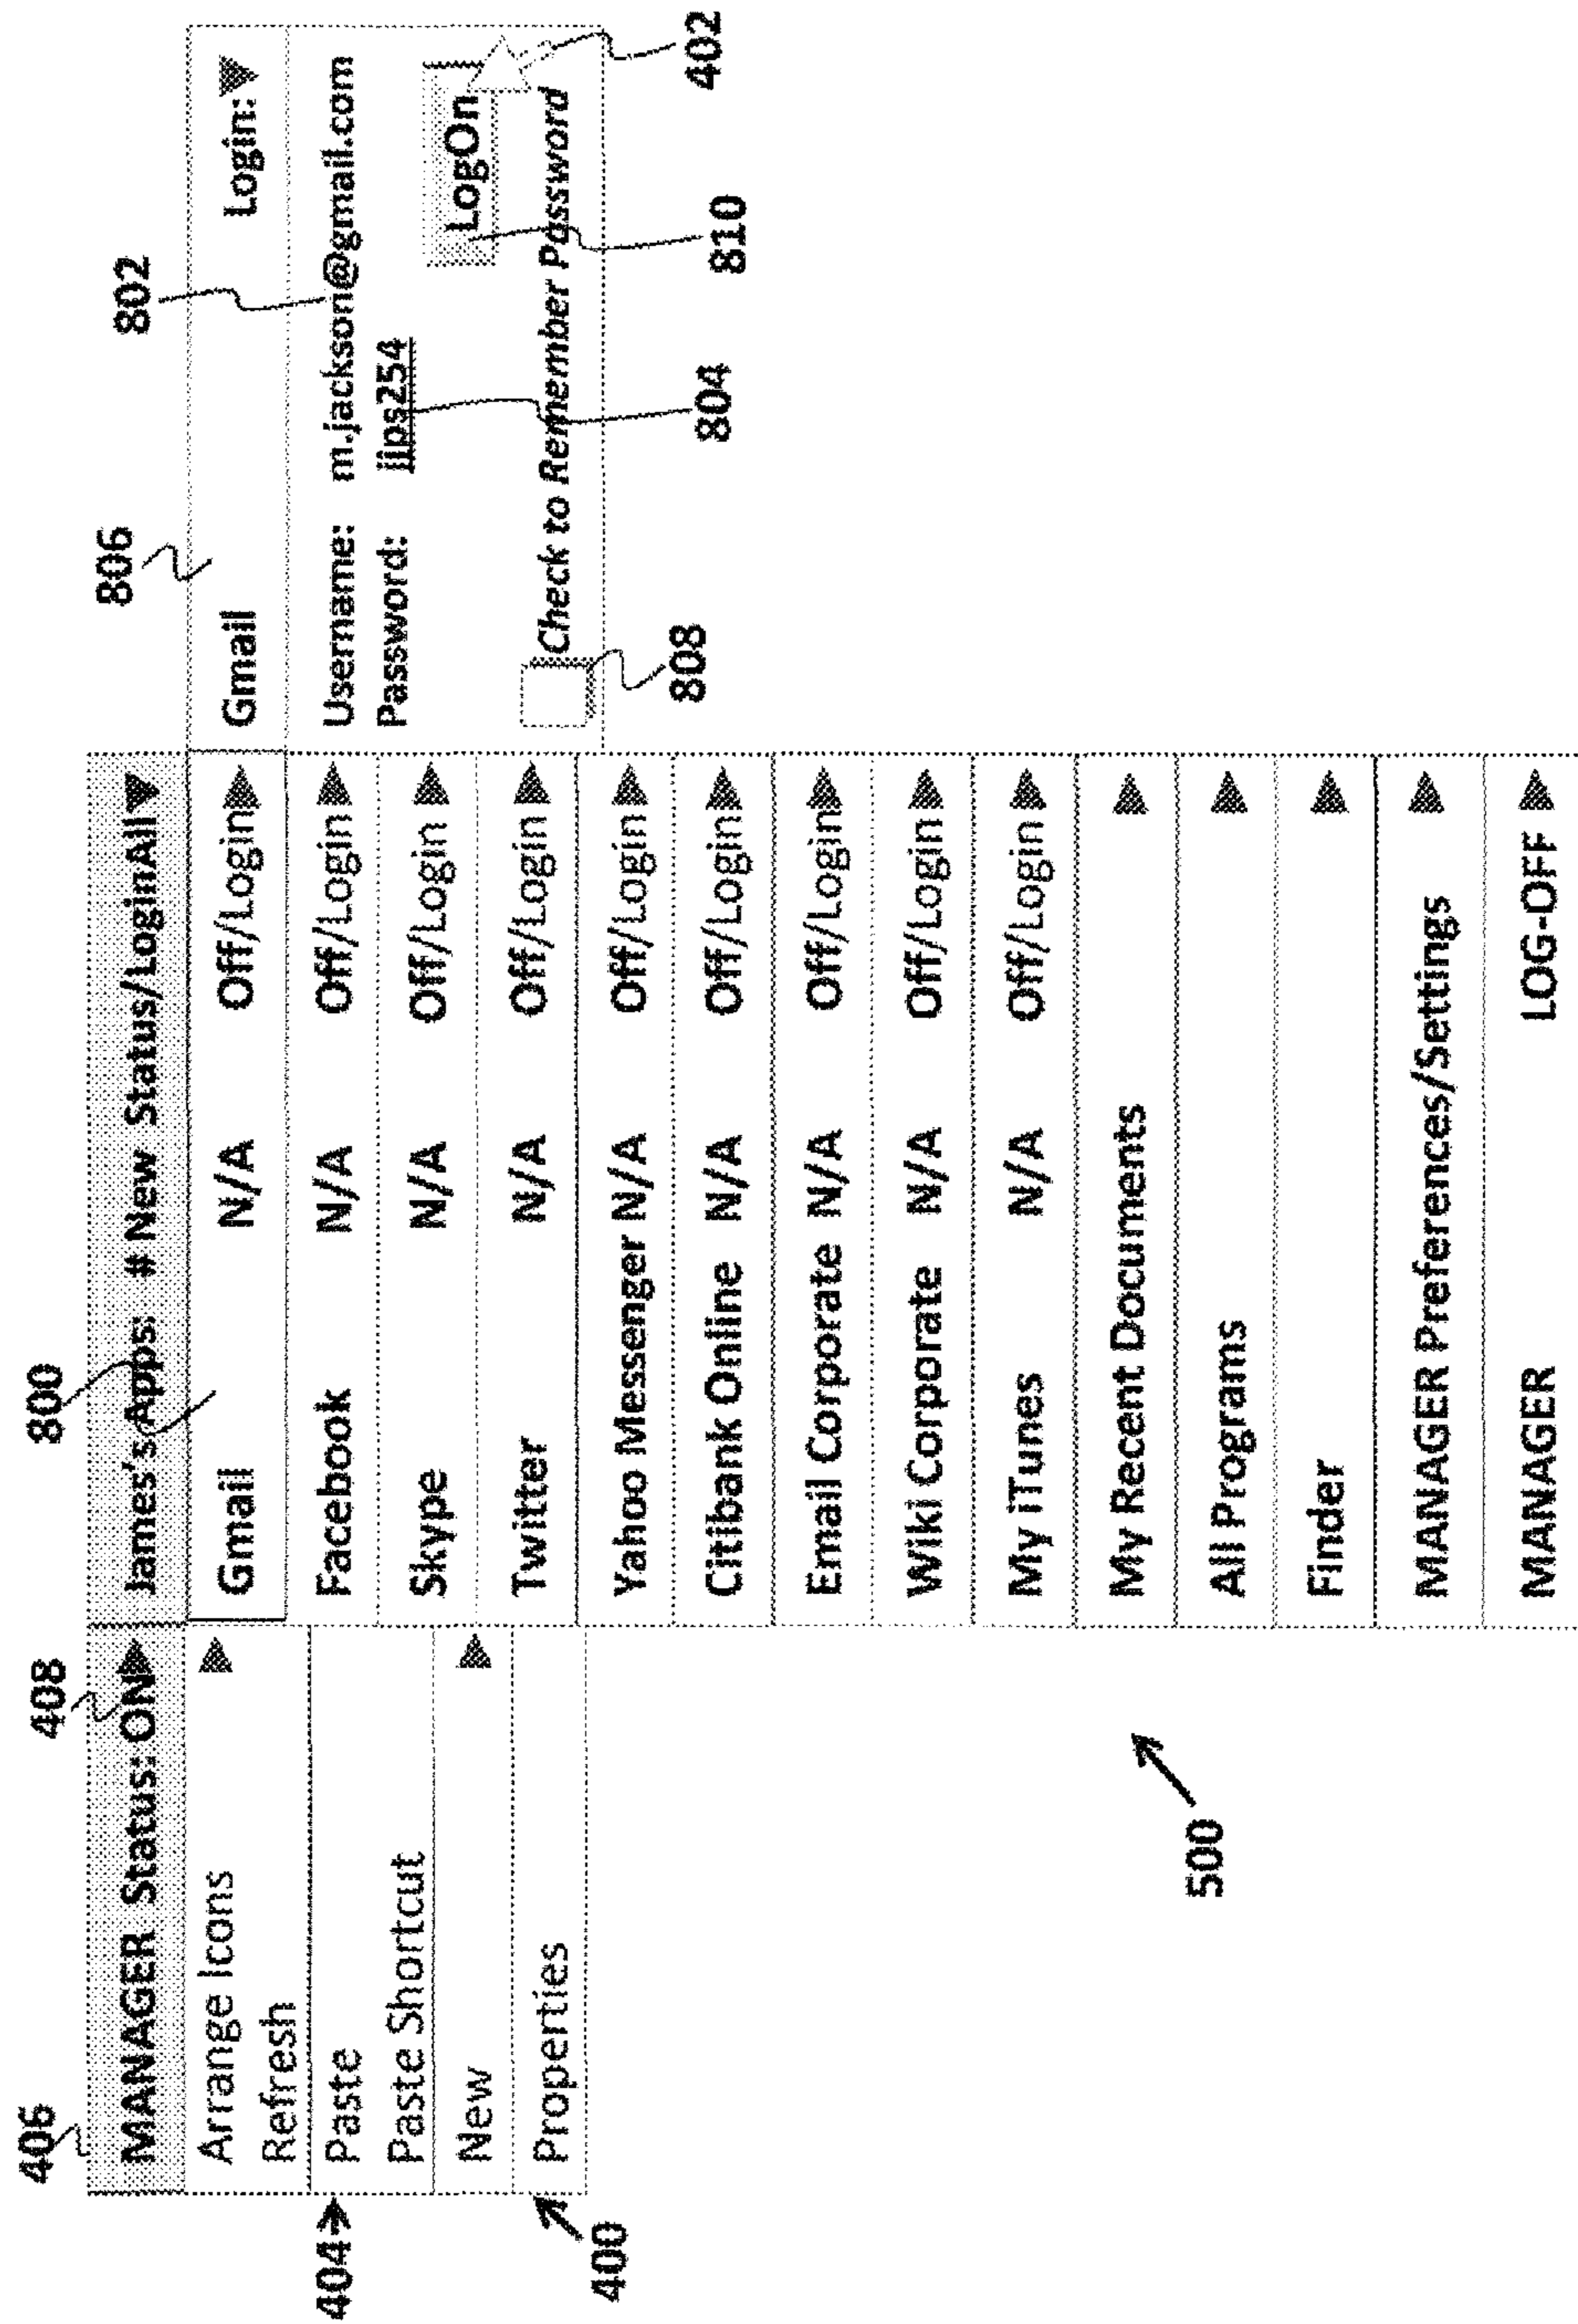 406
408
800
806
802
MANAGER Status: ON
Arrange Icons
Refresh
404
Paste
Paste Shortcut
New
Properties
400
500
James's Apps: # New Status/LoginAll
Gmail N/A Off/Login
Facebook N/A Off/Login
Skype N/A Off/Login
Twitter N/A Off/Login
Yahoo Messenger N/A Off/Login
Citibank Online N/A Off/Login
Email Corporate N/A Off/Login
Wiki Corporate N/A Off/Login
My iTunes N/A Off/Login
My Recent Documents
All Programs
Finder
MANAGER Preferences/Settings
MANAGER LOG-OFF
Gmail Login:
Username: m.jackson@gmail.com
Password:
LogOn
Check to Remember Password
808
804
810
402